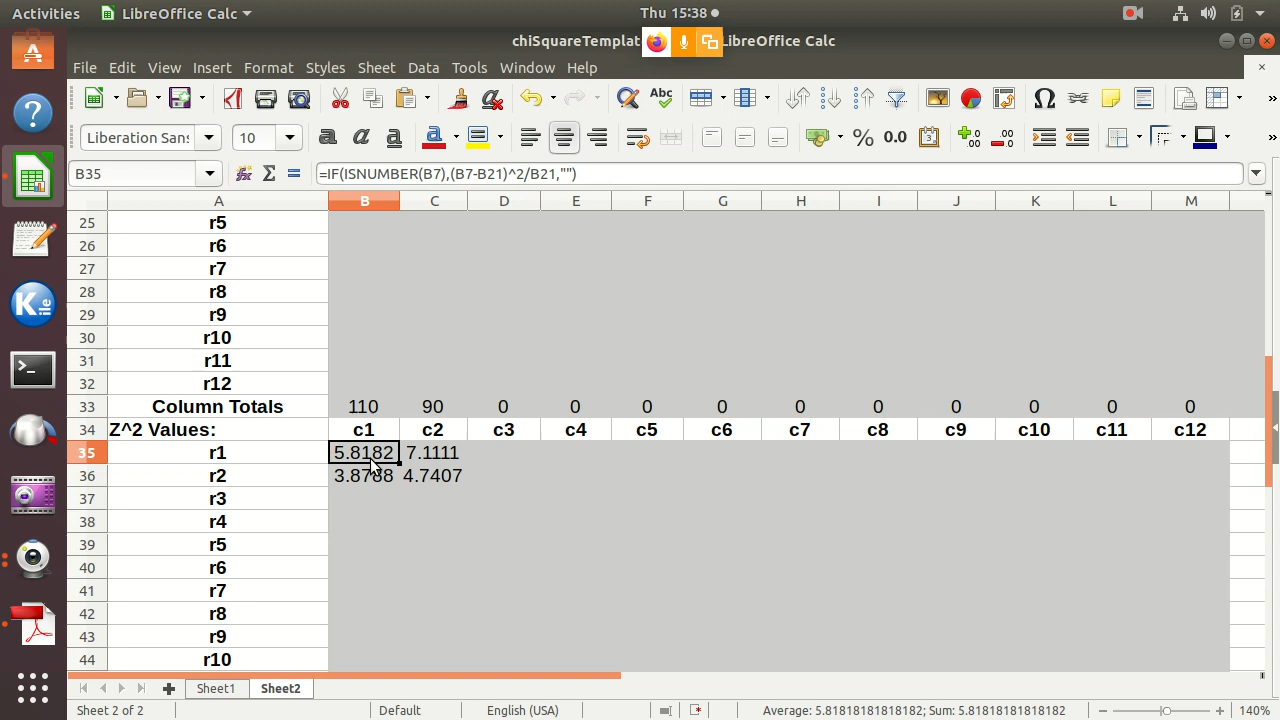 Activities LibreOffice Calc Thu 15:38
chiSquareTemplat LibreOffice Calc
File Edit View Insert Format Styles Sheet Data Tools Window Help
Liberation Sans 10
B35 =IF(ISNUMBER(B7),(B7-B21)^2/B21,"")
A B C D E F G H I J K L M
25 r5
26 r6
27 r7
28 r8
29 r9
30 r10
31 r11
32 r12
33 Column Totals 110 90 0 0 0 0 0 0 0 0 0 0
34 Z^2 Values: c1 c2 c3 c4 c5 c6 c7 c8 c9 c10 c11 c12
35 r1 5.8182 7.1111
36 r2 3.8788 4.7407
37 r3
38 r4
39 r5
40 r6
41 r7
42 r8
43 r9
44 r10
Sheet1 Sheet2
Sheet 2 of 2 Default English (USA) Average: 5.81818181818182; Sum: 5.81818181818182 140%